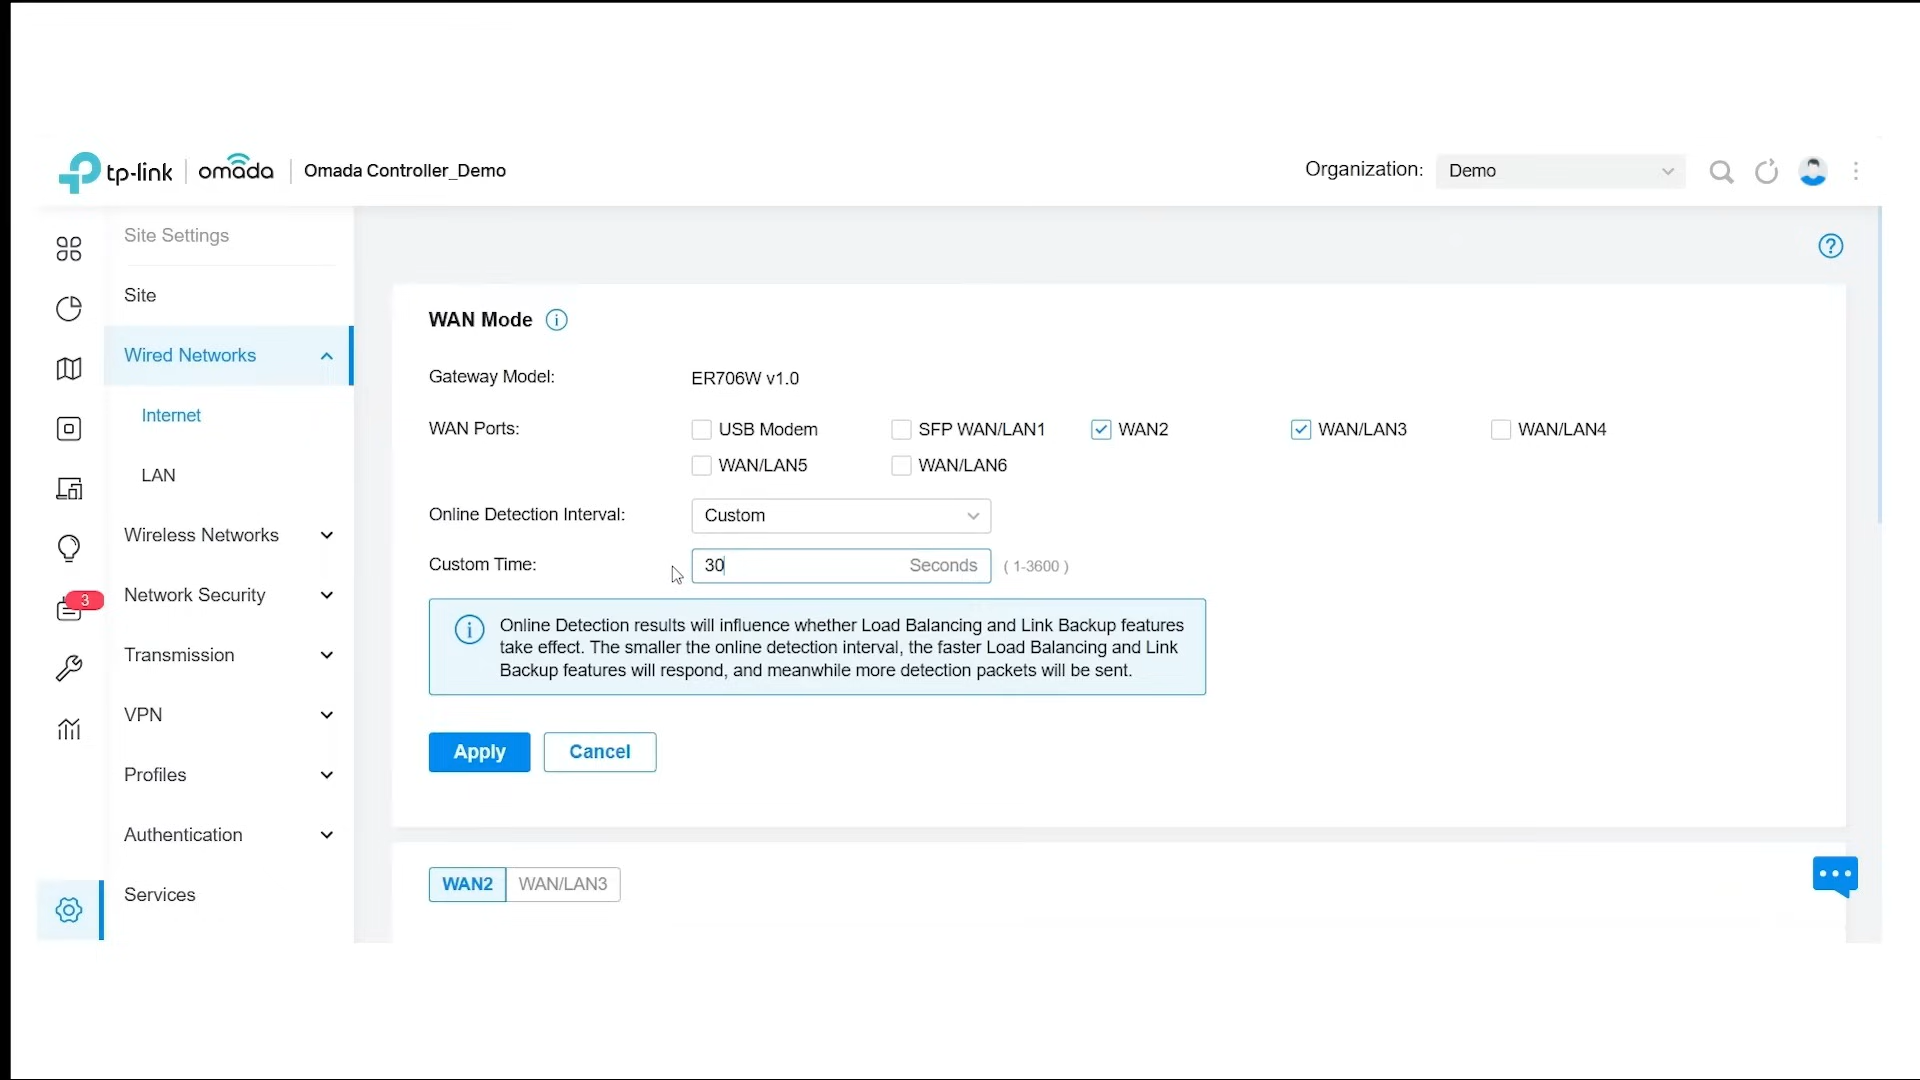 tp-link | omada | Omada Controller_Demo
Organization: Demo
Site Settings
Site
Wired Networks
Internet
LAN
Wireless Networks
3
Network Security
Transmission
VPN
Profiles
Authentication
Services
WAN Mode
Gateway Model: ER706W v1.0
WAN Ports: USB Modem SFP WAN/LAN1 WAN2 WAN/LAN3 WAN/LAN4
WAN/LAN5 WAN/LAN6
Online Detection Interval: Custom
Custom Time: 30 Seconds ( 1-3600 )
Online Detection results will influence whether Load Balancing and Link Backup features
take effect. The smaller the online detection interval, the faster Load Balancing and Link
Backup features will respond, and meanwhile more detection packets will be sent.
Apply Cancel
WAN2 WAN/LAN3